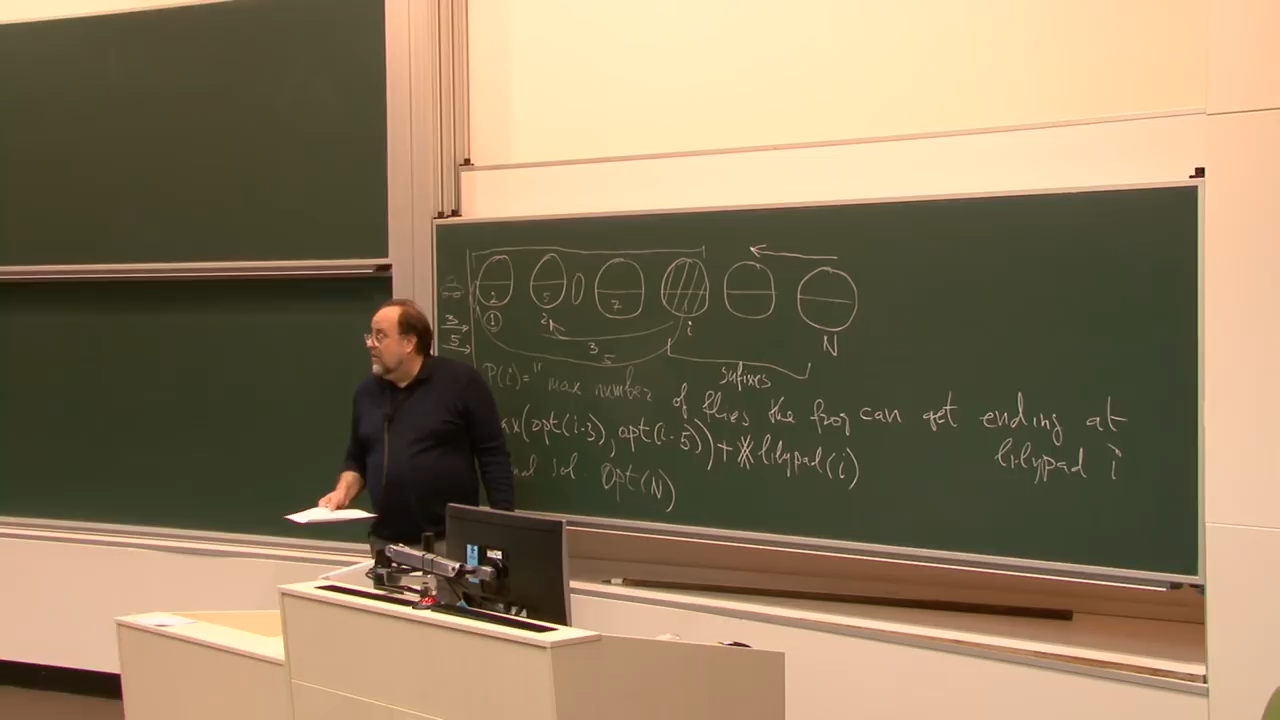 2 5 7
3 ① 2 i
5 3 N
5
P(i)=" max number of flies the frog can get ending at
sufixes
lilypad i
ax(opt(i-3), opt(i-5))+ lilypad(i)
sol. Opt(N)